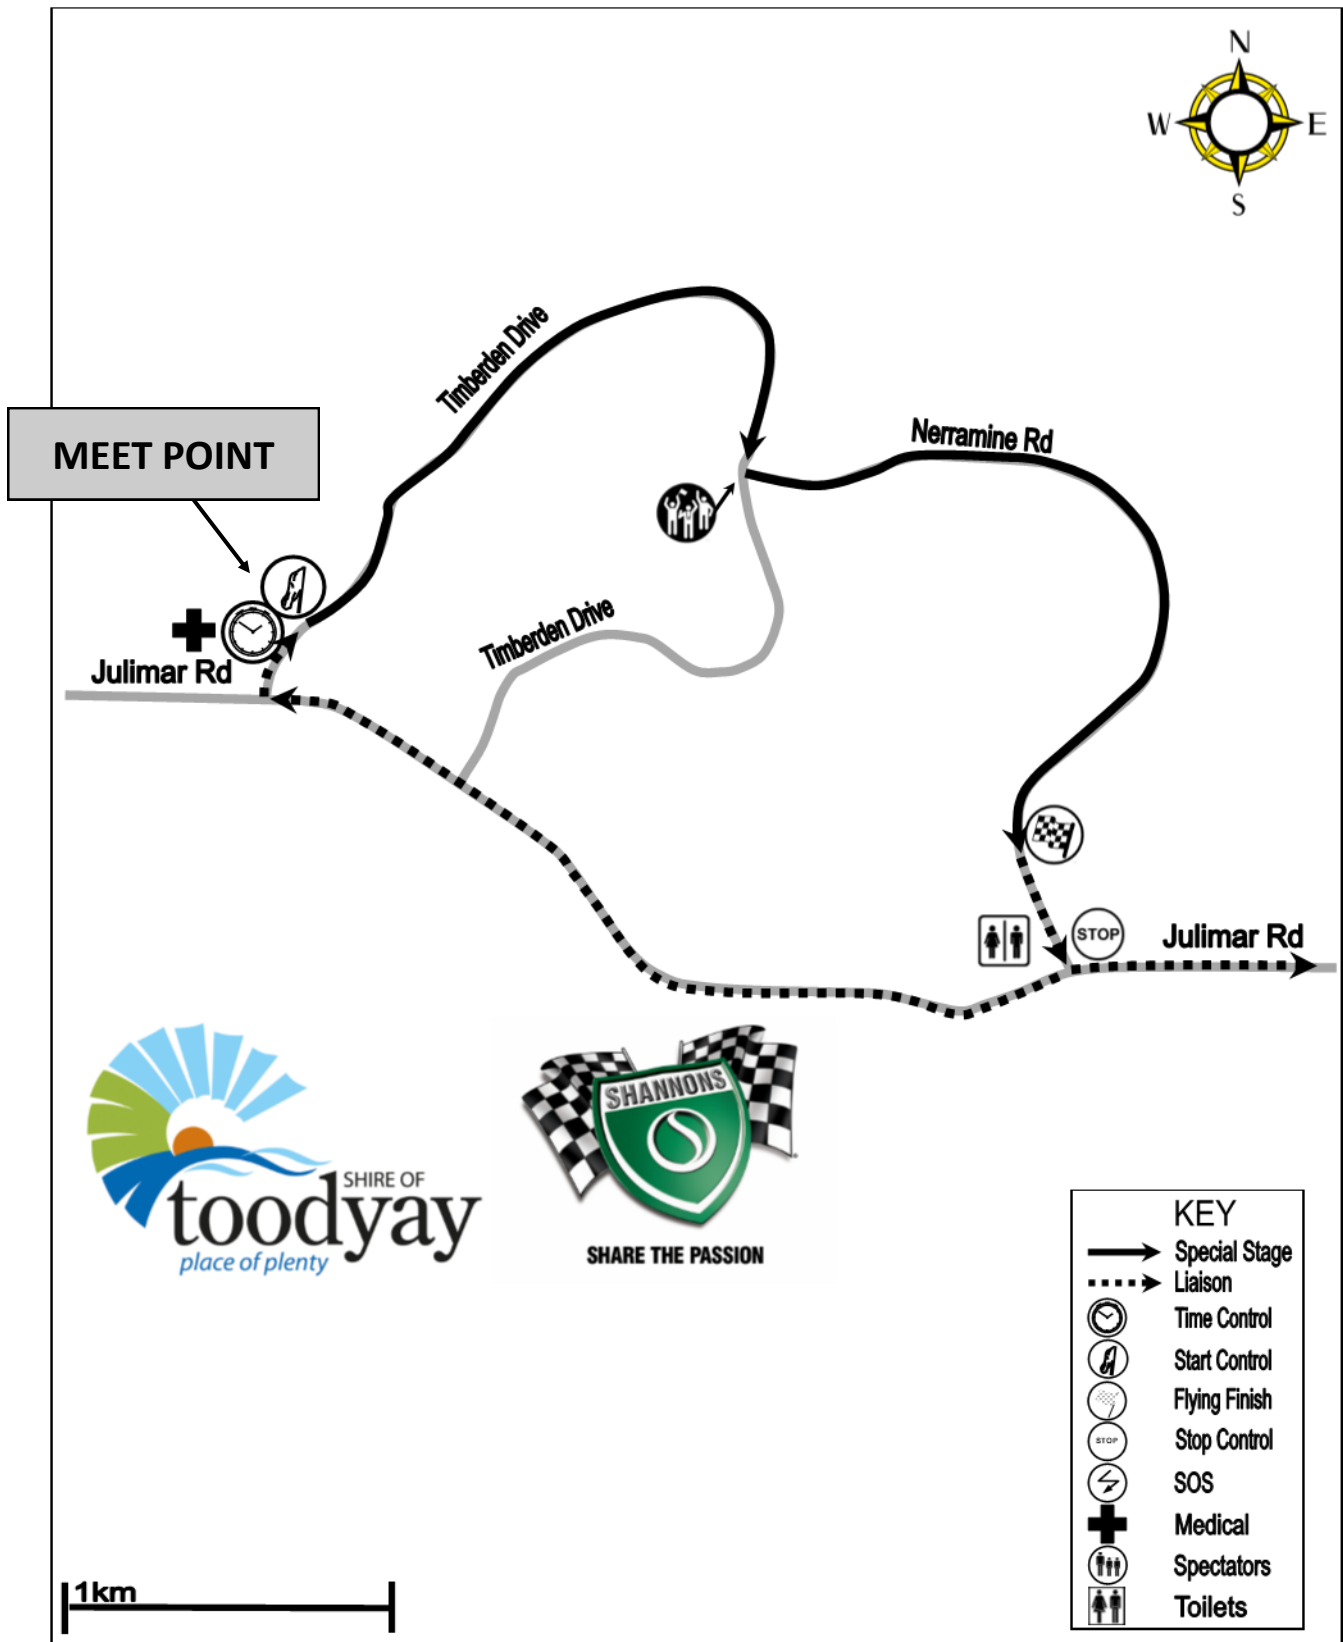 N
W
E
S
Timberden Drive
MEET POINT
Nerramine Rd
Timberden Drive
Julimar Rd
STOP
Julimar Rd
SHANNONS
SHARE THE PASSION
SHIRE OF
toodyay
place of plenty
KEY
Special Stage
Liaison
Time Control
Start Control
Flying Finish
STOP
Stop Control
SOS
Medical
Spectators
Toilets
1km